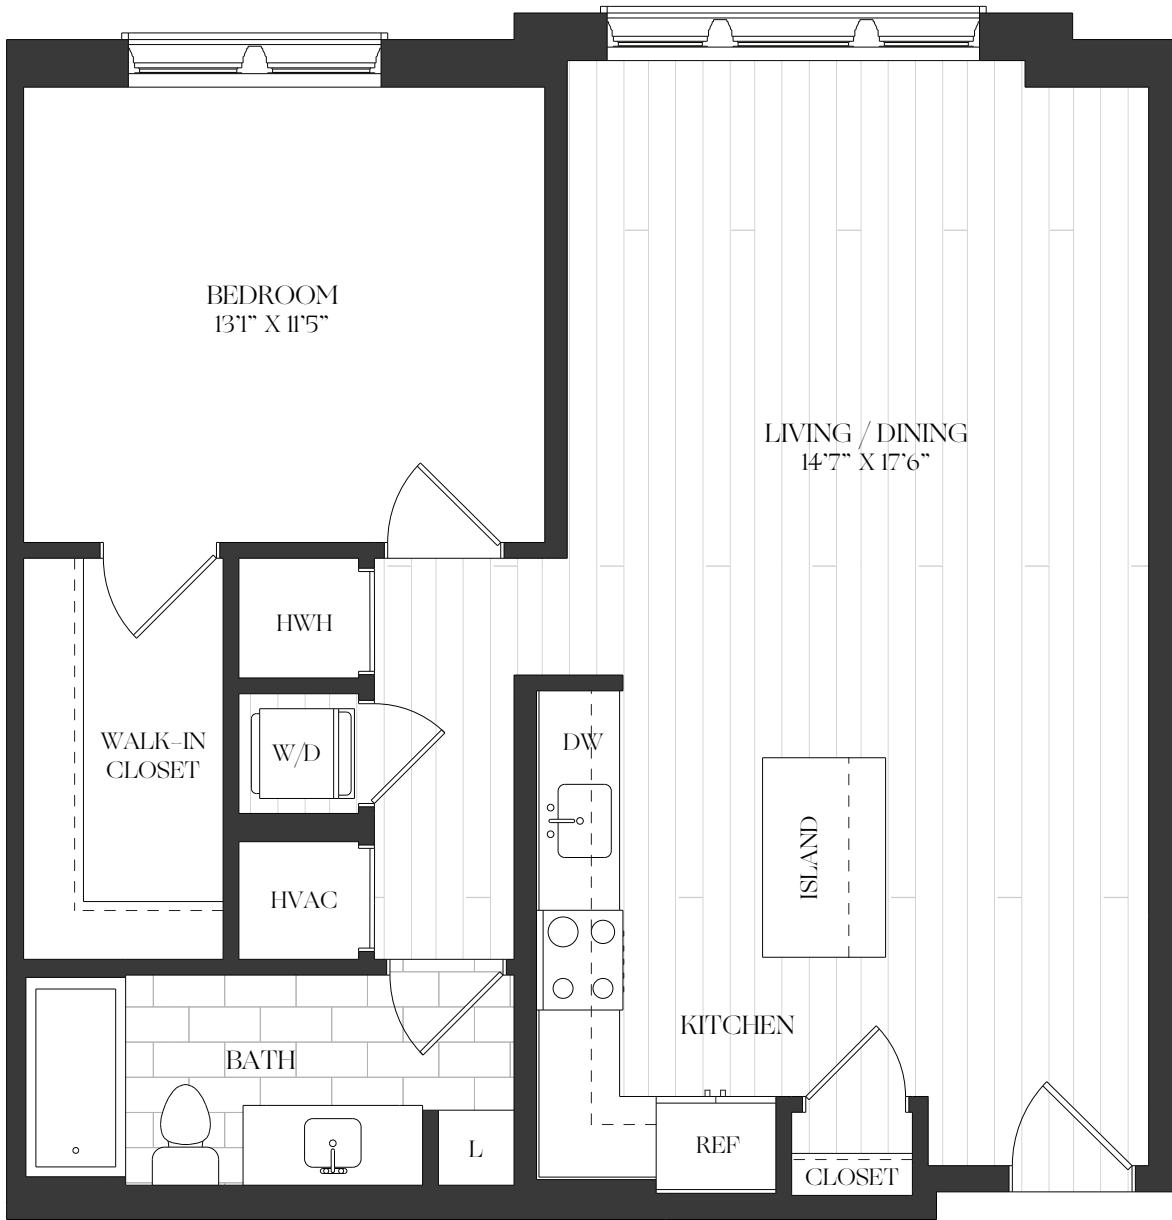 BEDROOM
13'1” X 11'5”
LIVING / DINING
14'7” X 17'6”
HWH
WALK-IN
CLOSET
W/D
DW
ISLAND
HVAC
KITCHEN
BATH
L
REF
CLOSET